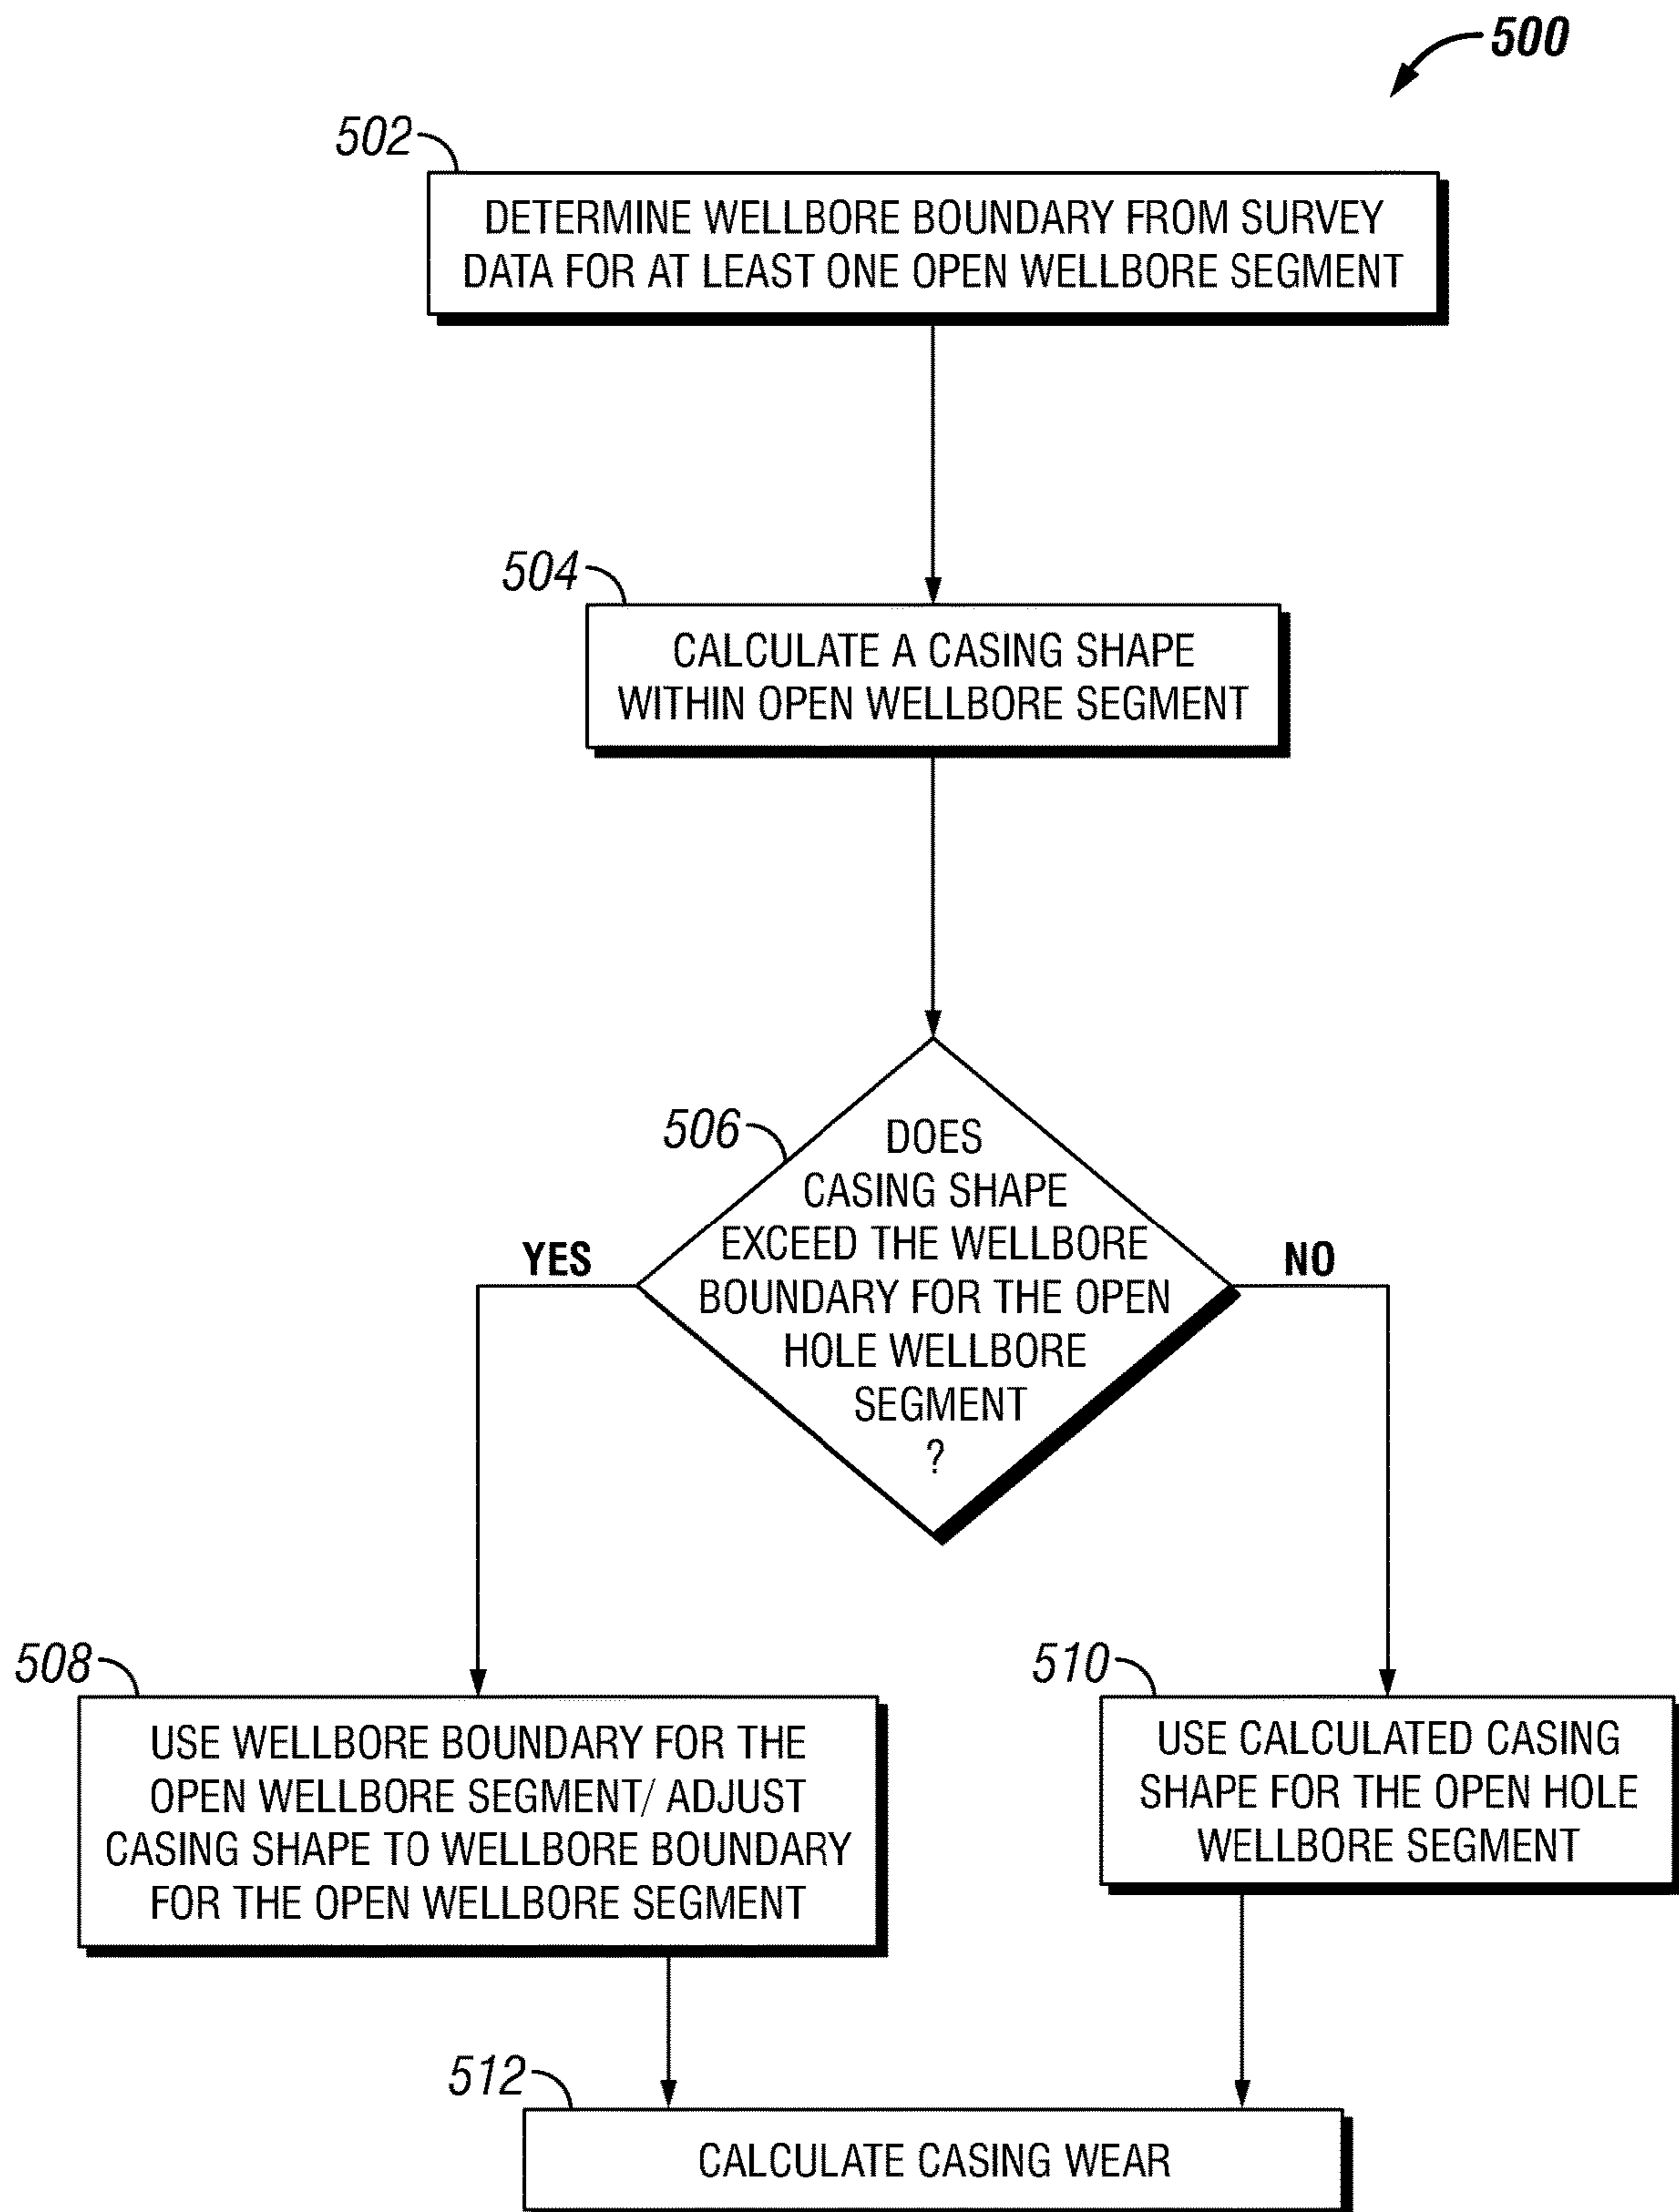 500
502
DETERMINE WELLBORE BOUNDARY FROM SURVEY
DATA FOR AT LEAST ONE OPEN WELLBORE SEGMENT
504
CALCULATE A CASING SHAPE
WITHIN OPEN WELLBORE SEGMENT
506
DOES
CASING SHAPE
EXCEED THE WELLBORE
BOUNDARY FOR THE OPEN
HOLE WELLBORE
SEGMENT
?
YES
NO
508
USE WELLBORE BOUNDARY FOR THE
OPEN WELLBORE SEGMENT/ ADJUST
CASING SHAPE TO WELLBORE BOUNDARY
FOR THE OPEN WELLBORE SEGMENT
510
USE CALCULATED CASING
SHAPE FOR THE OPEN HOLE
WELLBORE SEGMENT
512
CALCULATE CASING WEAR